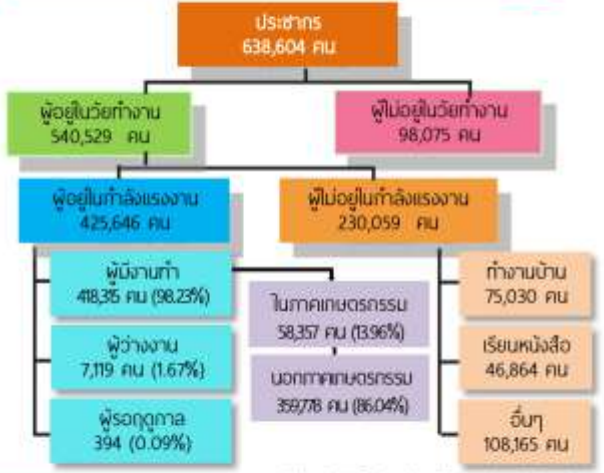 ประชากร
638,604 คน
ผู้อยู่ในวัยทำงาน
540,529 คน
ผู้ไม่อยู่ในวัยทำงาน
98,075 คน
ผู้อยู่ในกำลังแรงงาน
425,646 คน
ผู้ไม่อยู่ในกำลังแรงงาน
230,059 คน
ผู้มีงานทำ
418,315 คน (98.23%)
ผู้ว่างงาน
7,119 คน (1.67%)
ผู้รอฤดูกาล
394 (0.09%)
ในภาคเกษตรกรรม
58,357 คน (13.96%)
นอกภาคเกษตรกรรม
359,778 คน (86.04%)
ทำงานบ้าน
75,030 คน
เรียนหนังสือ
46,864 คน
อื่นๆ
108,165 คน